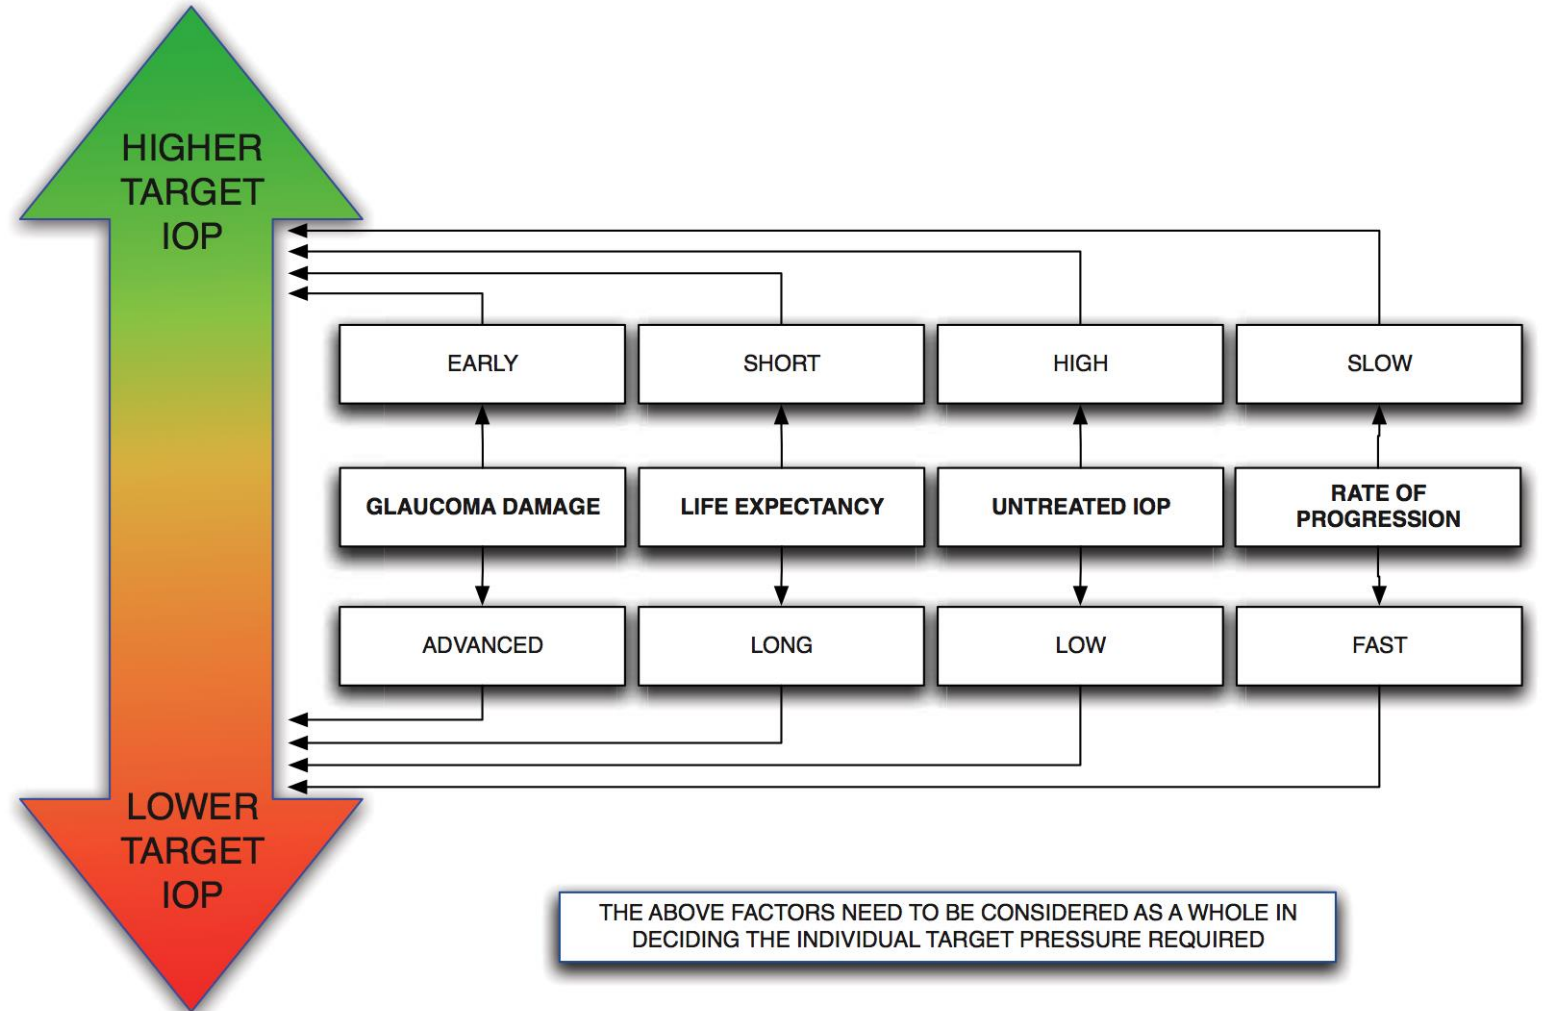 HIGHER
TARGET
IOP
EARLY
SHORT
HIGH
SLOW
GLAUCOMA DAMAGE
LIFE EXPECTANCY
UNTREATED IOP
RATE OF
PROGRESSION
ADVANCED
LONG
LOW
FAST
LOWER
TARGET
IOP
THE ABOVE FACTORS NEED TO BE CONSIDERED AS A WHOLE IN
DECIDING THE INDIVIDUAL TARGET PRESSURE REQUIRED